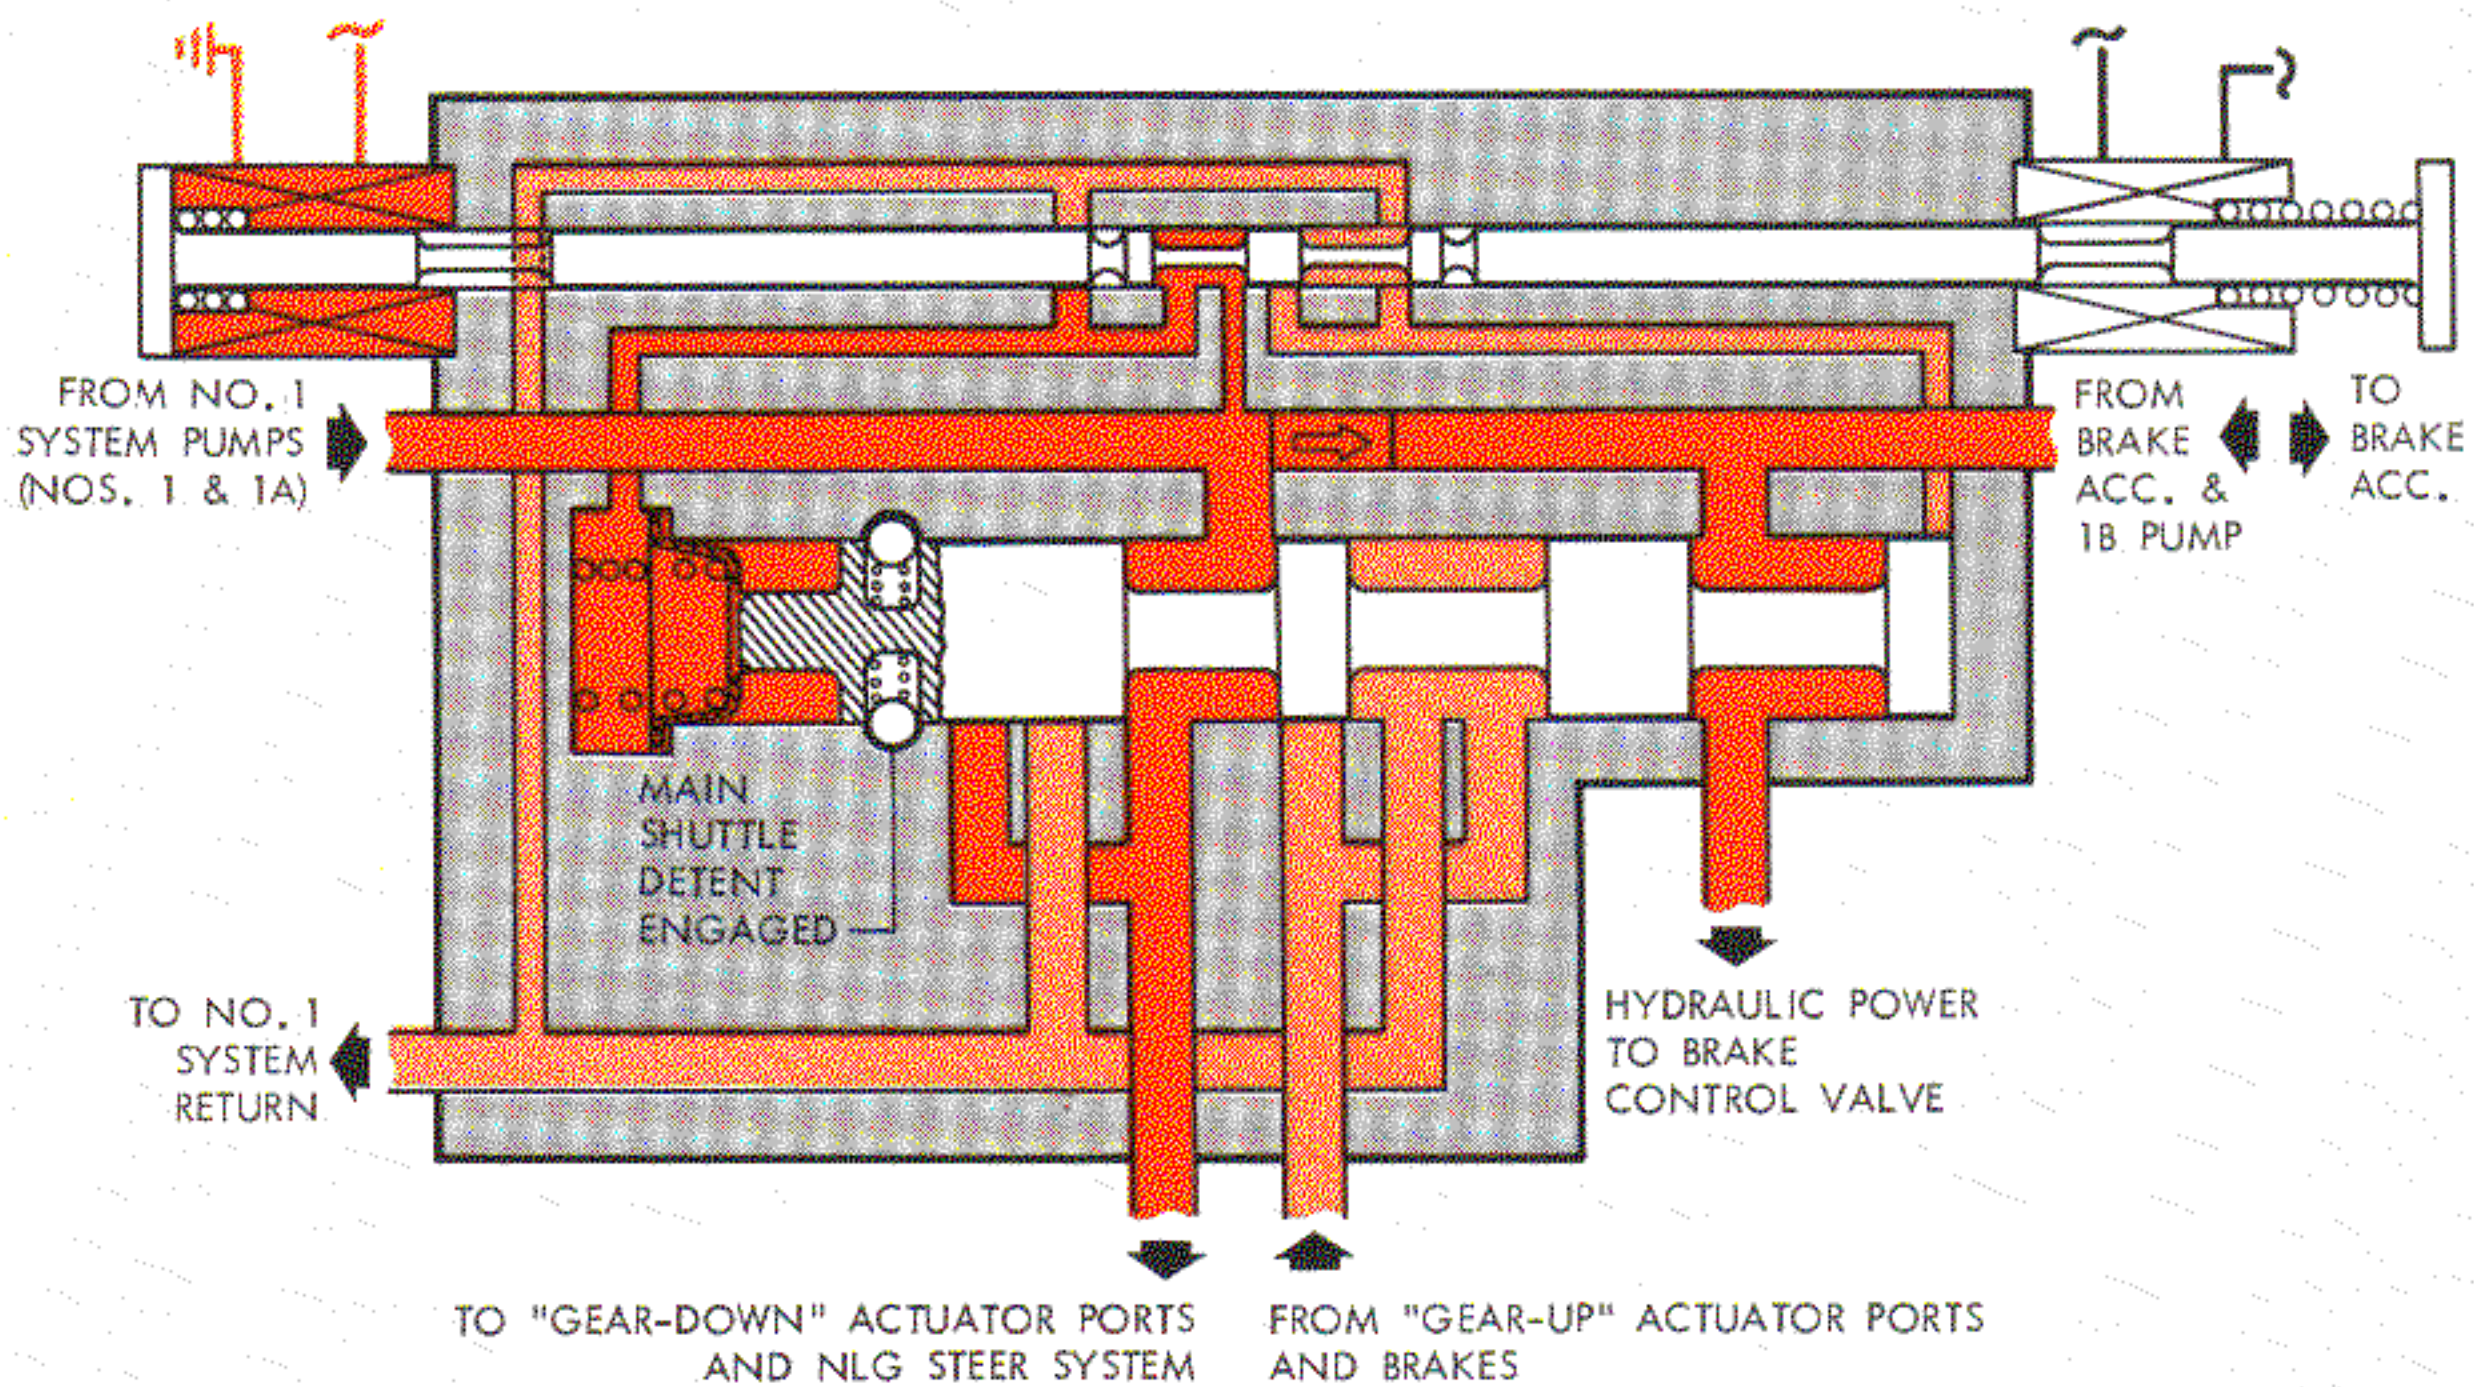 FROM NO. 1
SYSTEM PUMPS
(NOS. 1 & 1A)
FROM
BRAKE
ACC. &
1B PUMP
TO
BRAKE
ACC.
MAIN
SHUTTLE
DETENT
ENGAGED
TO NO. 1
SYSTEM
RETURN
HYDRAULIC POWER
TO BRAKE
CONTROL VALVE
TO "GEAR-DOWN" ACTUATOR PORTS
AND NLG STEER SYSTEM
FROM "GEAR-UP" ACTUATOR PORTS
AND BRAKES